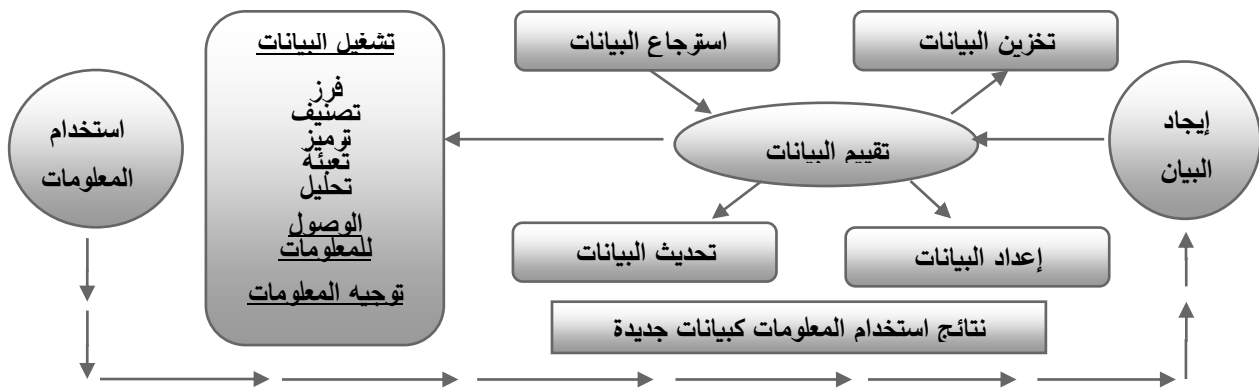 تخزين البيانات
استرجاع البيانات
إيجاد
البيان
تقييم البيانات
إعداد البيانات
تحديث البيانات
تشغيل البيانات
فرز
تصنيف
ترميز
تعبئه
تحليل
الوصول
للمعلومات
توجيه المعلومات
استخدام
المعلومات
نتائج استخدام المعلومات كبيانات جديدة